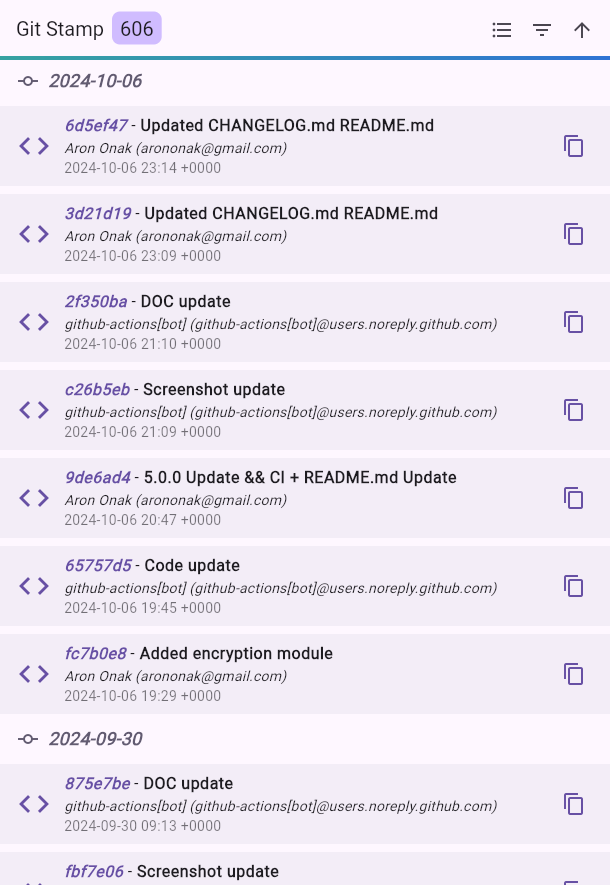 Git Stamp 606
2024-10-06
6d5ef47 - Updated CHANGELOG.md README.md
Aron Onak (arononak@gmail.com)
2024-10-06 23:14 +0000
3d21d19 - Updated CHANGELOG.md README.md
Aron Onak (arononak@gmail.com)
2024-10-06 23:09 +0000
2f350ba - DOC update
github-actions[bot] (github-actions[bot]@users.noreply.github.com)
2024-10-06 21:10 +0000
c26b5eb - Screenshot update
github-actions[bot] (github-actions[bot]@users.noreply.github.com)
2024-10-06 21:09 +0000
9de6ad4 - 5.0.0 Update && CI + README.md Update
Aron Onak (arononak@gmail.com)
2024-10-06 20:47 +0000
65757d5 - Code update
github-actions[bot] (github-actions[bot]@users.noreply.github.com)
2024-10-06 19:45 +0000
fc7b0e8 - Added encryption module
Aron Onak (arononak@gmail.com)
2024-10-06 19:29 +0000
2024-09-30
875e7be - DOC update
github-actions[bot] (github-actions[bot]@users.noreply.github.com)
2024-09-30 09:13 +0000
fbf7e06 - Screenshot update